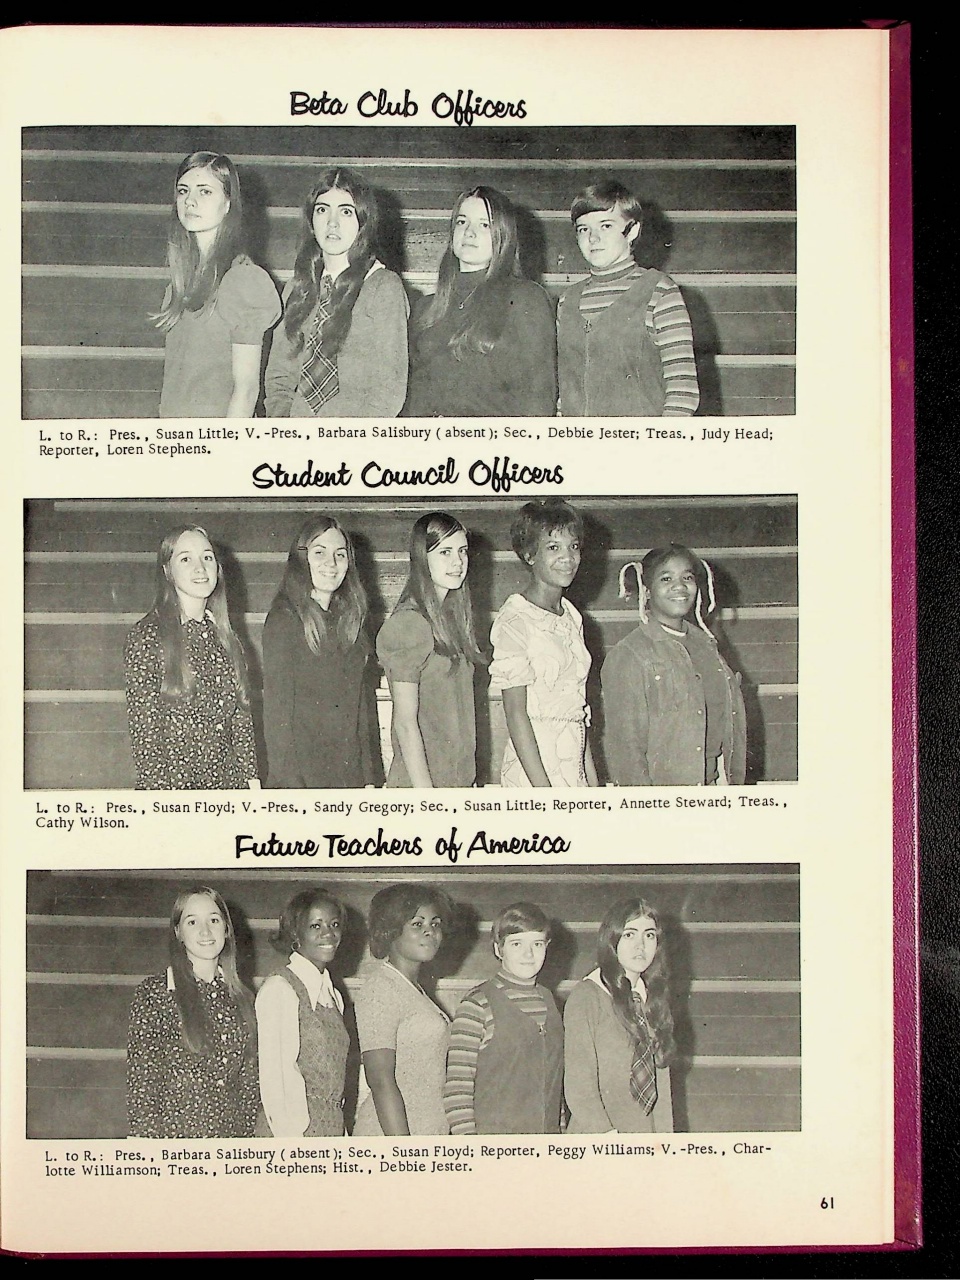 Beta Club Officers
L. to R.: Pres., Susan Little; V.-Pres., Barbara Salisbury (absent); Sec., Debbie Jester; Treas., Judy Head;
Reporter, Loren Stephens.
Student Council Officers
L. to R.: Pres., Susan Floyd; V.-Pres., Sandy Gregory; Sec., Susan Little; Reporter, Annette Steward; Treas.,
Cathy Wilson.
Future Teachers of America
L. to R.: Pres., Barbara Salisbury (absent); Sec., Susan Floyd; Reporter, Peggy Williams; V.-Pres., Char-
lotte Williamson; Treas., Loren Stephens; Hist., Debbie Jester.
61